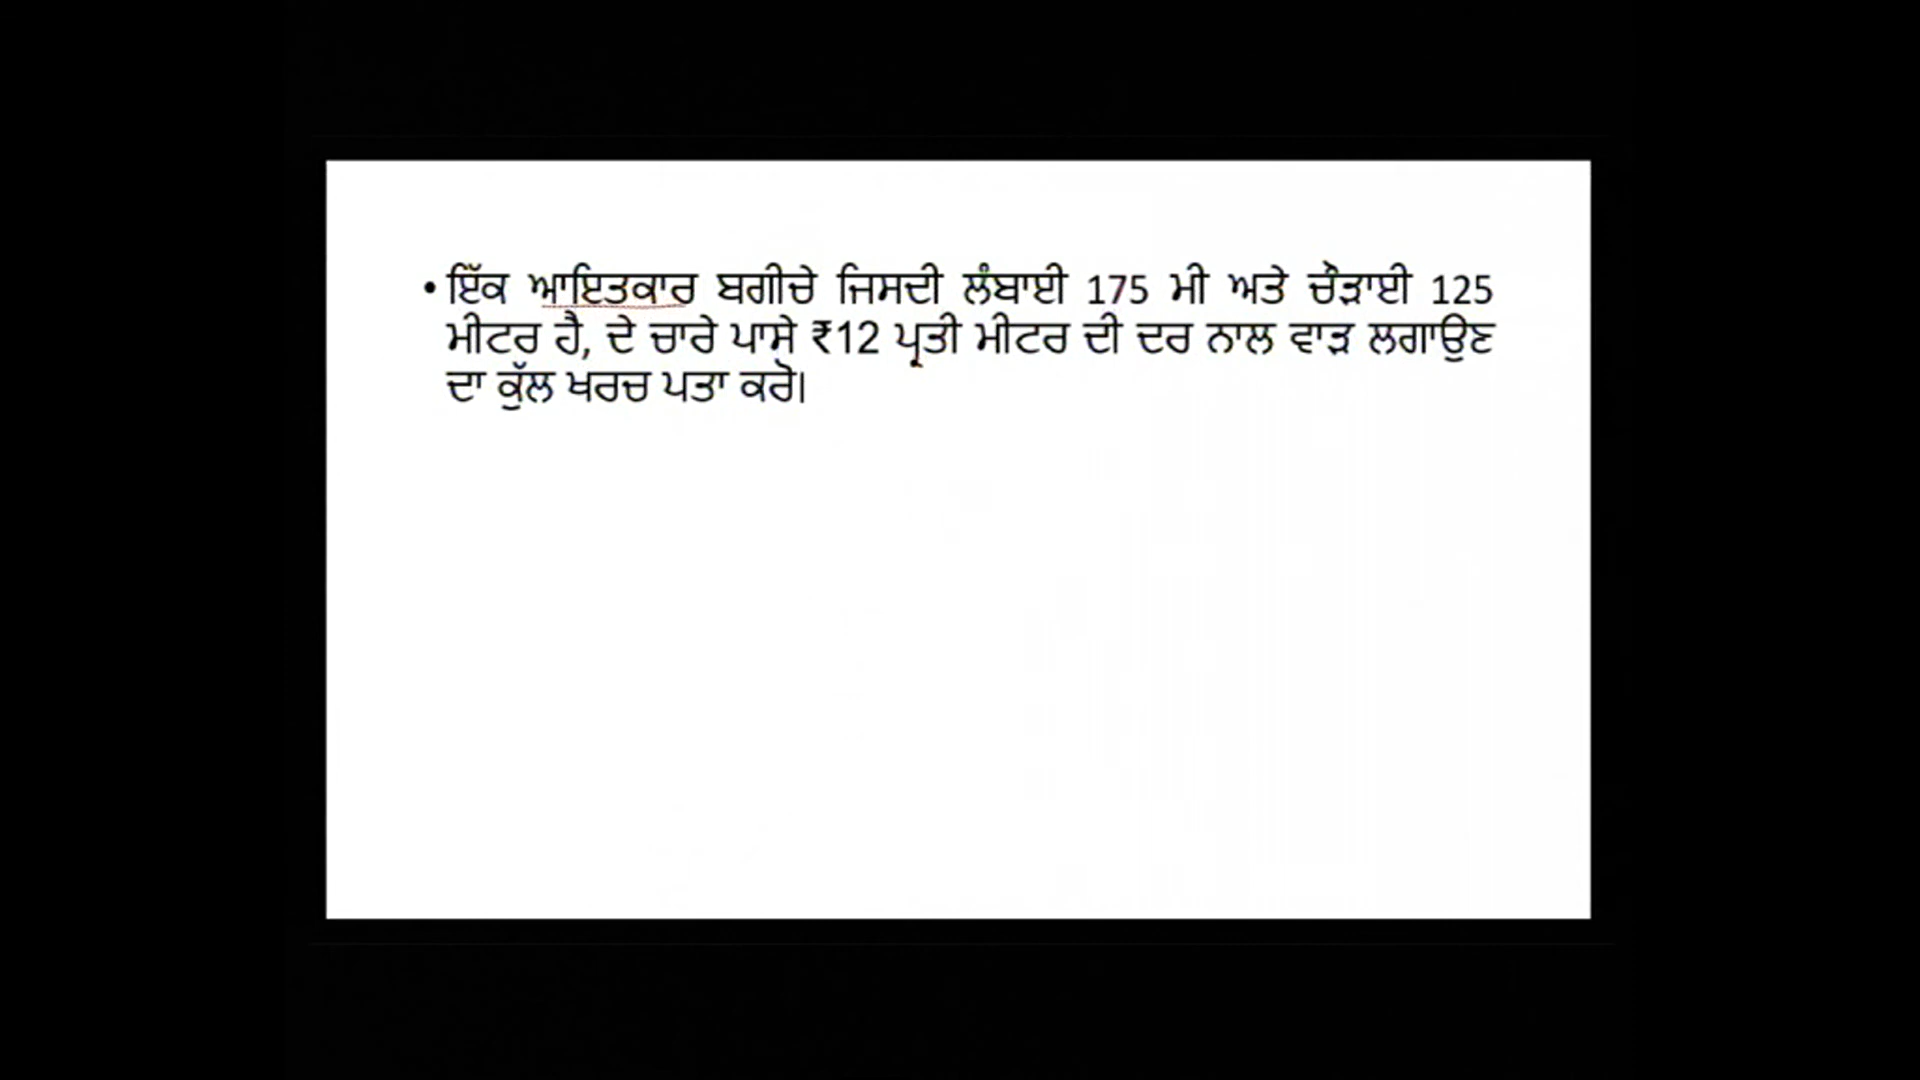 • ਇੱਕ ਆਇਤਕਾਰ ਬਗੀਚੇ ਜਿਸਦੀ ਲੰਬਾਈ 175 ਮੀ ਅਤੇ ਚੌੜਾਈ 125
ਮੀਟਰ ਹੈ, ਦੇ ਚਾਰੇ ਪਾਸੇ ₹12 ਪ੍ਰਤੀ ਮੀਟਰ ਦੀ ਦਰ ਨਾਲ ਵਾੜ ਲਗਾਉਣ
ਦਾ ਕੁੱਲ ਖਰਚ ਪਤਾ ਕਰੋ।